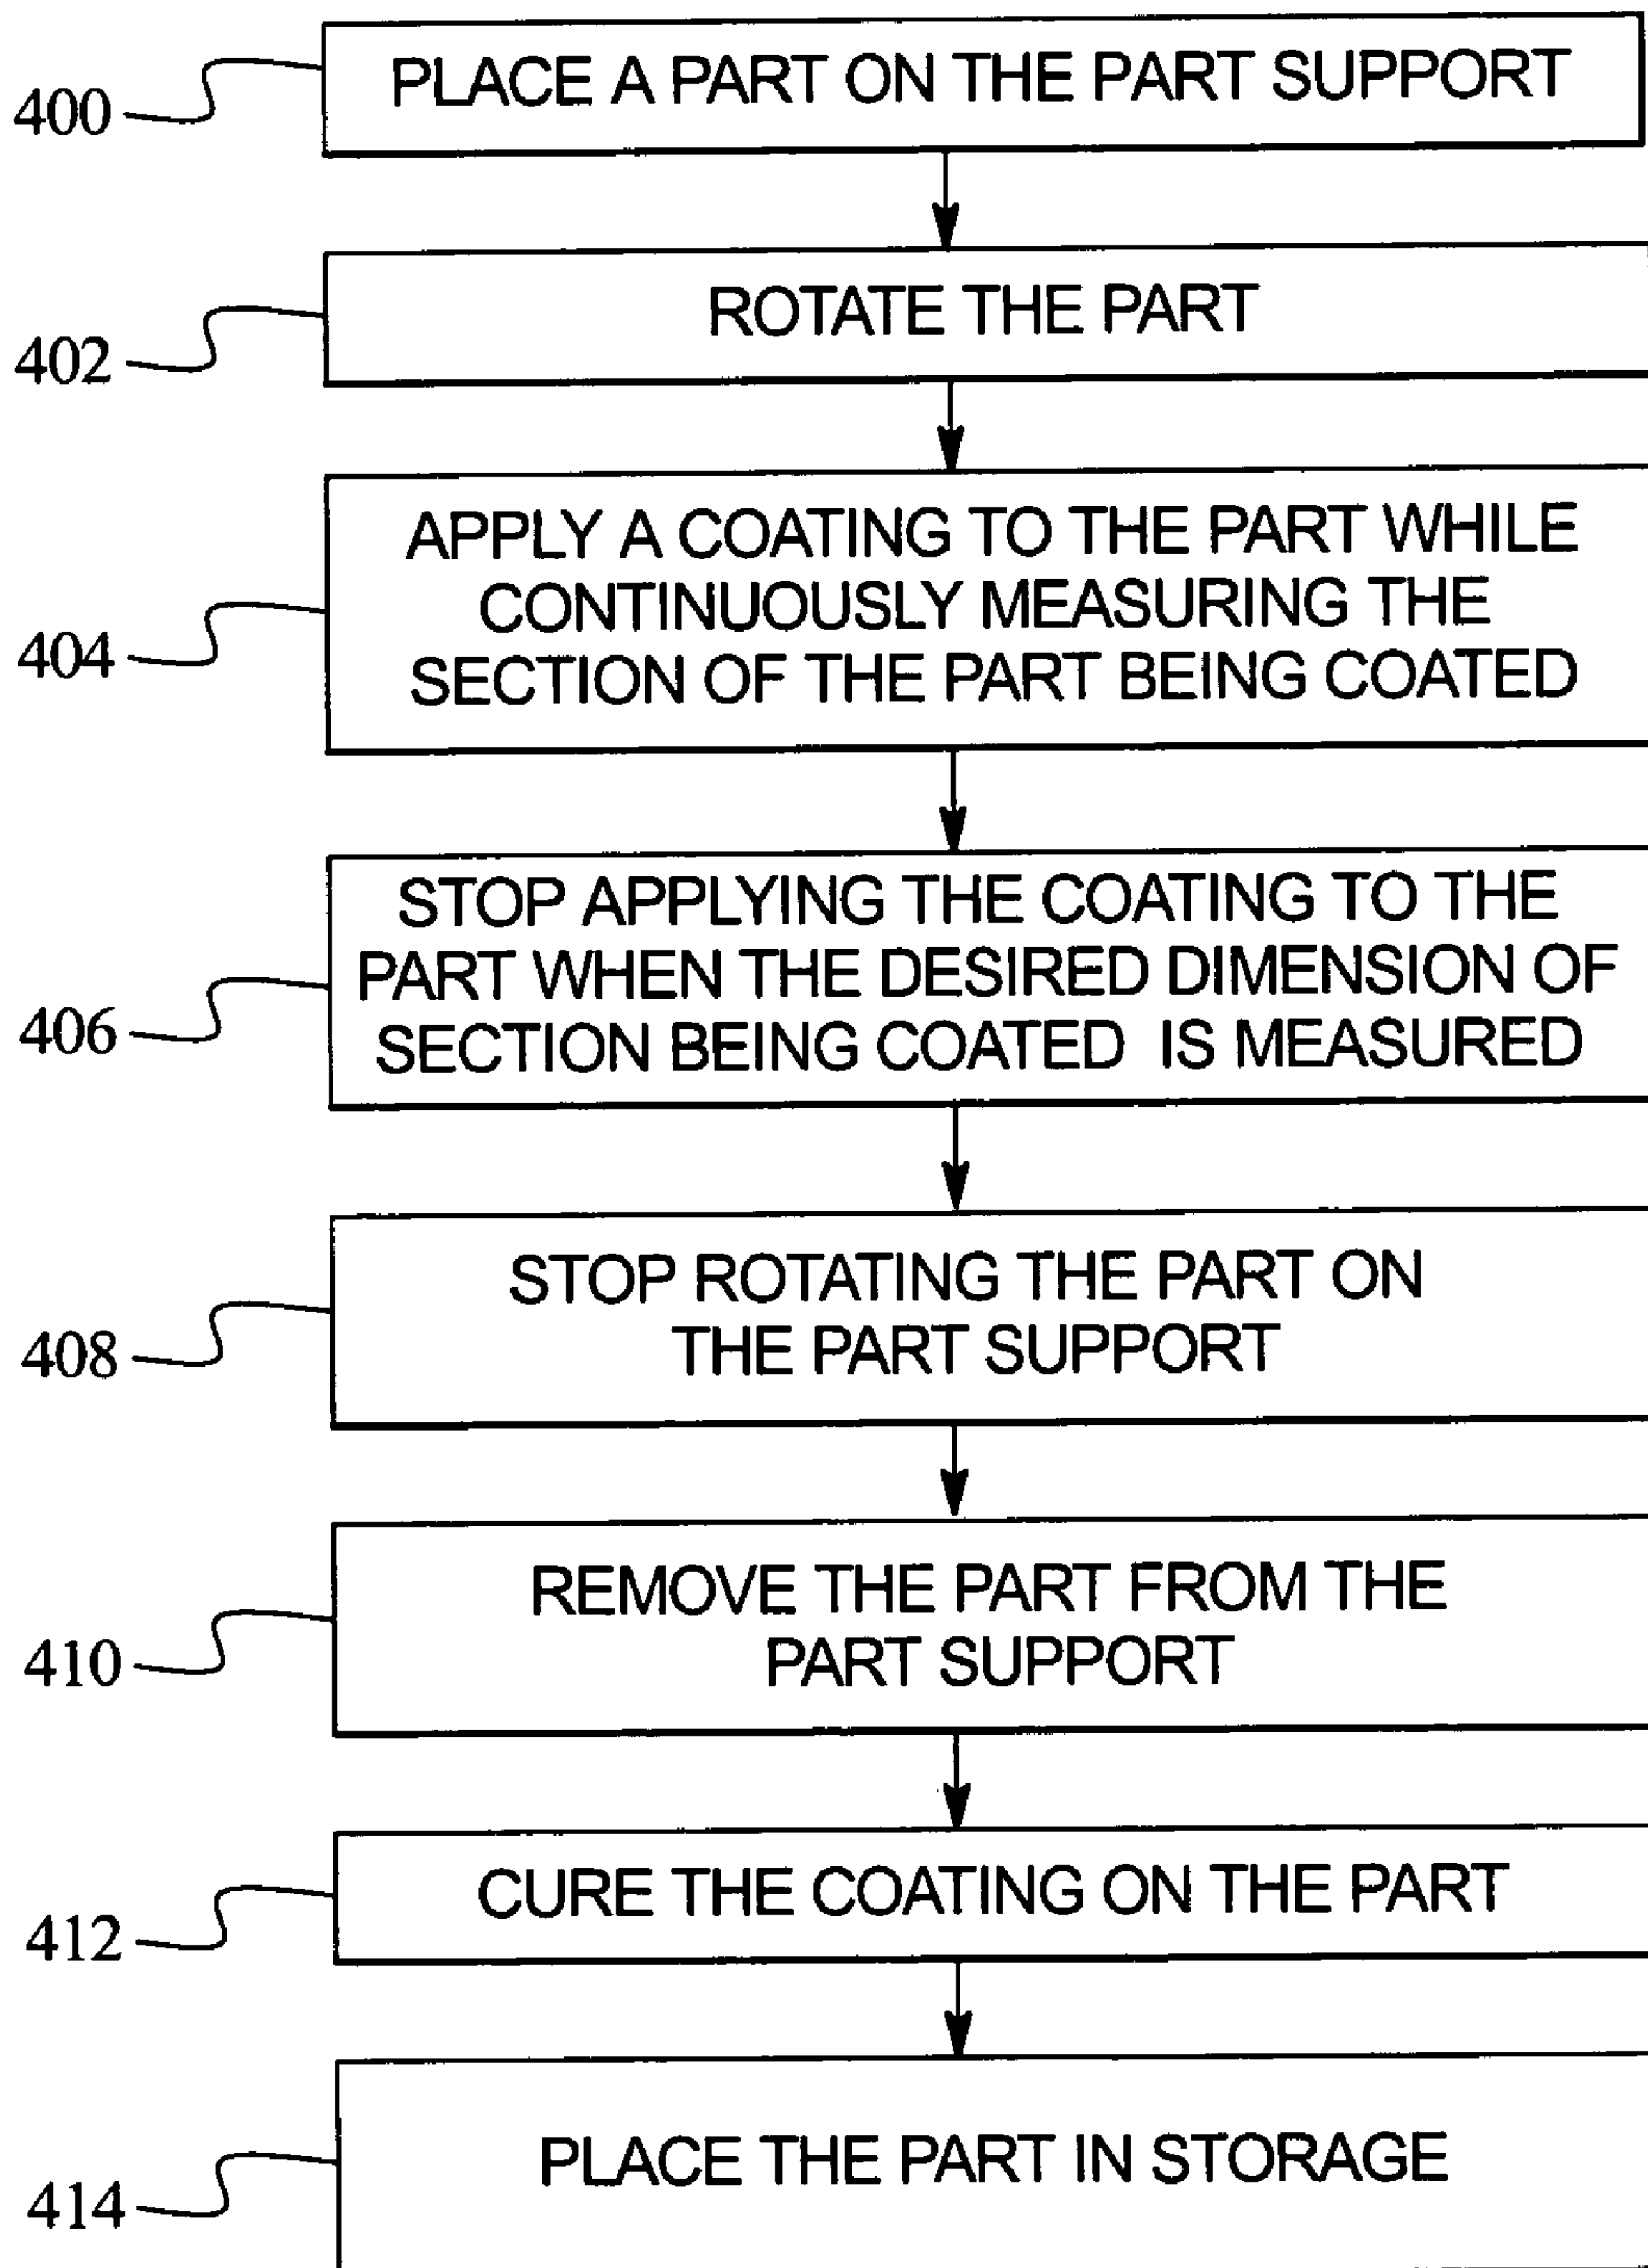 400
PLACE A PART ON THE PART SUPPORT
402
ROTATE THE PART
404
APPLY A COATING TO THE PART WHILE
CONTINUOUSLY MEASURING THE
SECTION OF THE PART BEING COATED
406
STOP APPLYING THE COATING TO THE
PART WHEN THE DESIRED DIMENSION OF
SECTION BEING COATED IS MEASURED
408
STOP ROTATING THE PART ON
THE PART SUPPORT
410
REMOVE THE PART FROM THE
PART SUPPORT
412
CURE THE COATING ON THE PART
414
PLACE THE PART IN STORAGE